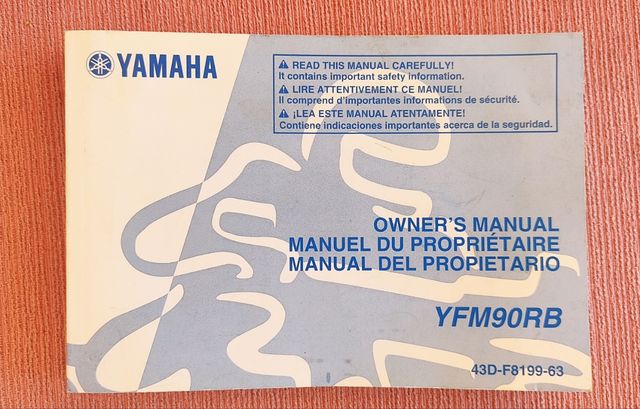 YAMAHA
⚠ READ THIS MANUAL CAREFULLY!
It contains important safety information.
⚠ LIRE ATTENTIVEMENT CE MANUEL!
Il comprend d'importantes informations de sécurité.
⚠ ¡LEA ESTE MANUAL ATENTAMENTE!
Contiene indicaciones importantes acerca de la seguridad.
OWNER'S MANUAL
MANUEL DU PROPRIÉTAIRE
MANUAL DEL PROPIETARIO
YFM90RB
43D-F8199-63